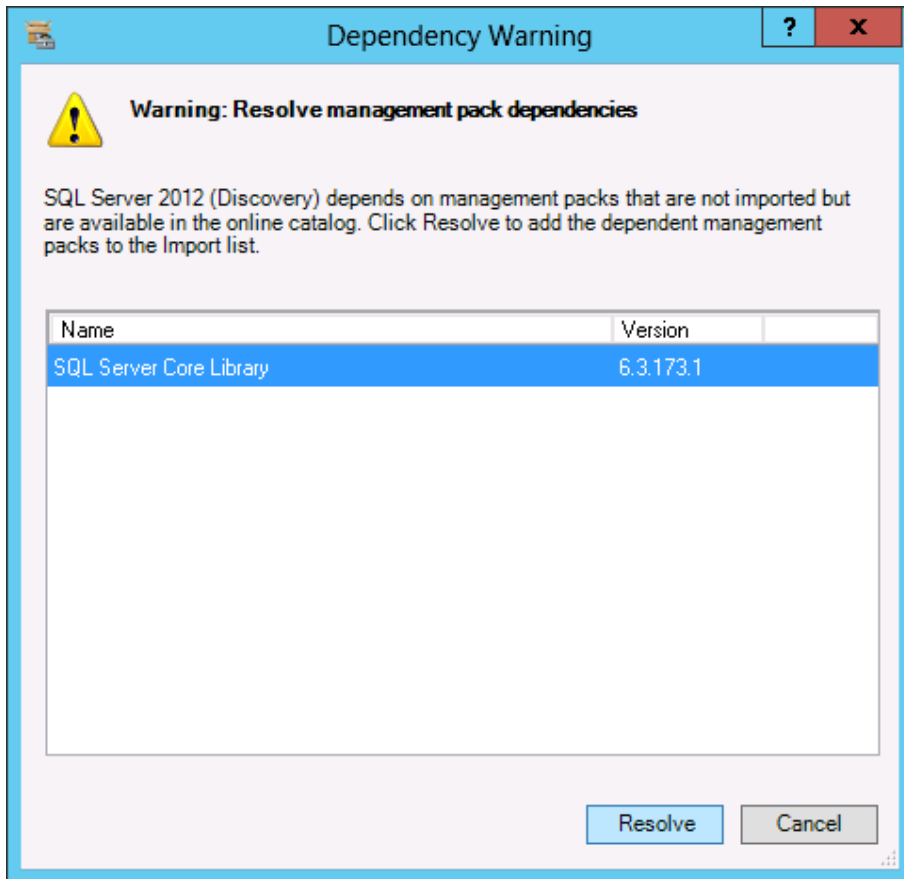 Dependency Warning
?
x
Warning: Resolve management pack dependencies
SQL Server 2012 (Discovery) depends on management packs that are not imported but
are available in the online catalog. Click Resolve to add the dependent management
packs to the Import list.
Name Version
SQL Server Core Library 6.3.173.1
Resolve Cancel